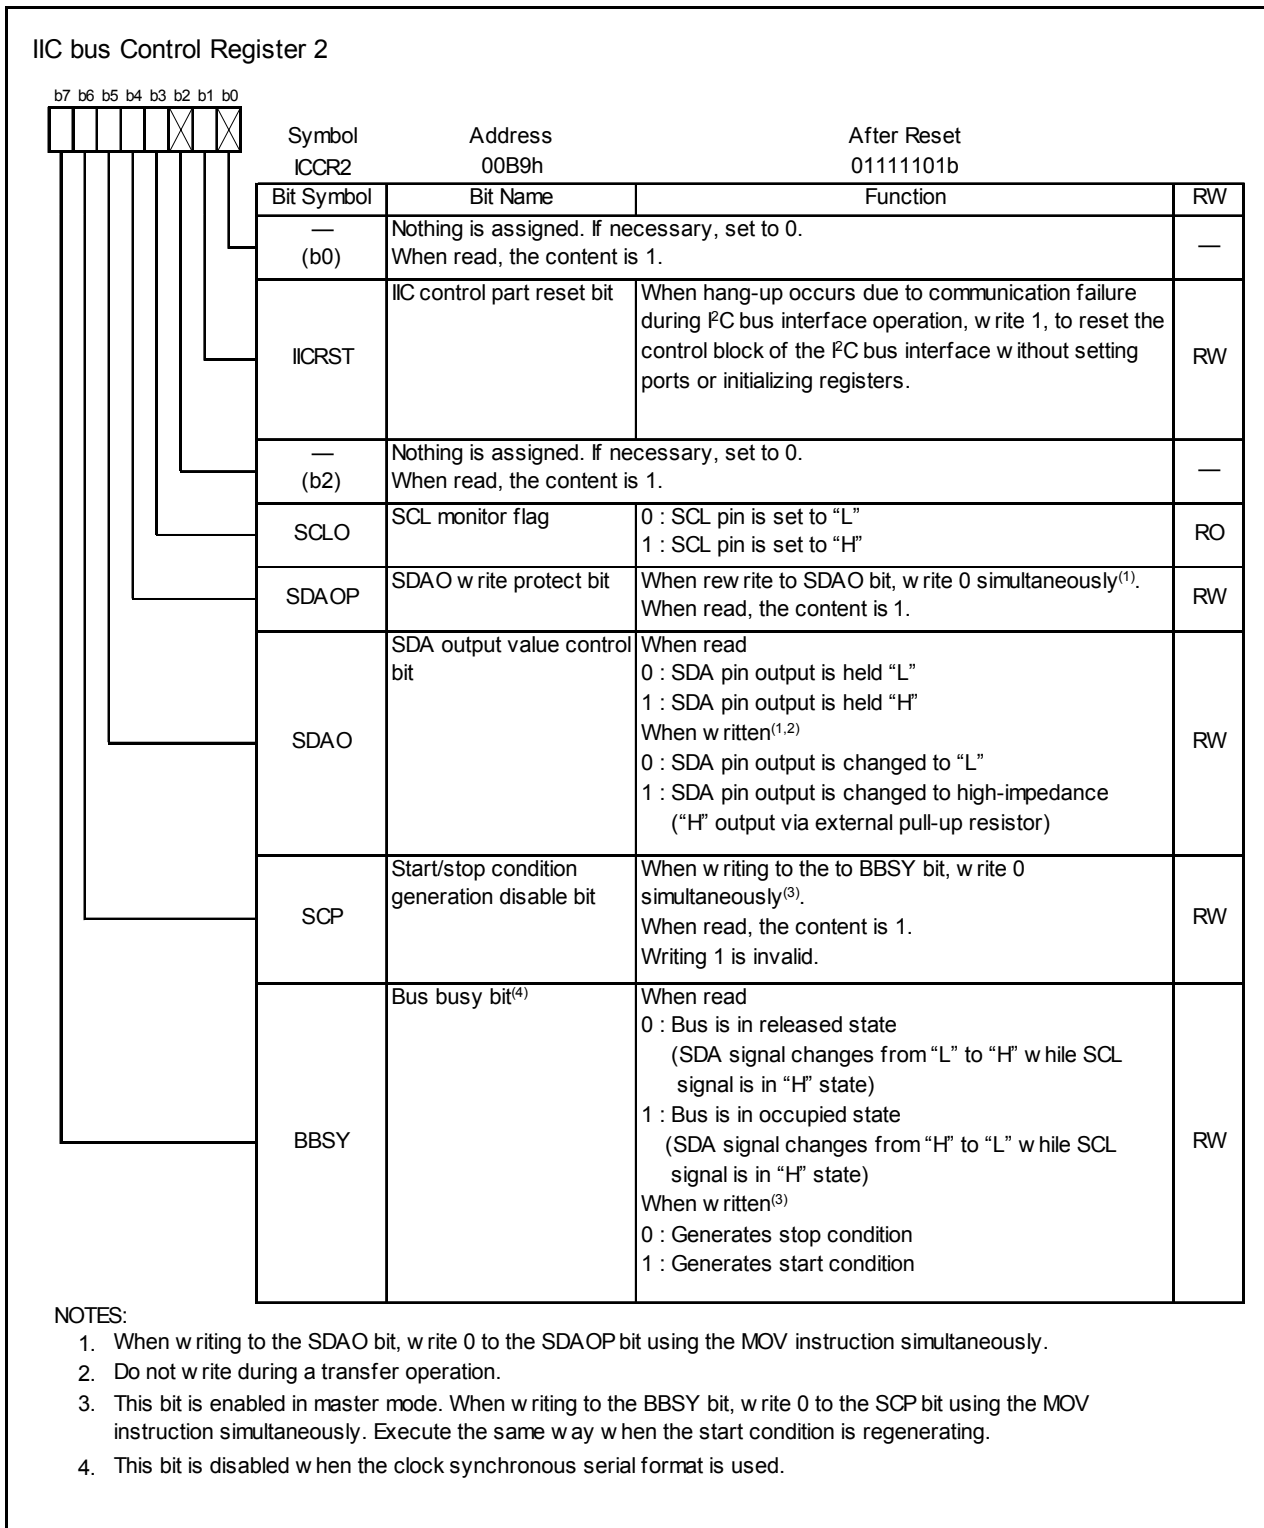 IIC bus Control Register 2
b7 b6 b5 b4 b3 b2 b1 b0
Symbol Address After Reset
ICCR2 00B9h 01111101b
Bit Symbol Bit Name Function RW
—
(b0)
Nothing is assigned. If necessary, set to 0.
When read, the content is 1.
—
IICRST
IIC control part reset bit
When hang-up occurs due to communication failure
during I²C bus interface operation, write 1, to reset the
control block of the I²C bus interface without setting
ports or initializing registers.
RW
—
(b2)
Nothing is assigned. If necessary, set to 0.
When read, the content is 1.
—
SCLO
SCL monitor flag
0 : SCL pin is set to “L”
1 : SCL pin is set to “H”
RO
SDAOP
SDAO write protect bit
When rewrite to SDAO bit, write 0 simultaneously(1).
When read, the content is 1.
RW
SDAO
SDA output value control
bit
When read
0 : SDA pin output is held “L”
1 : SDA pin output is held “H”
When written(1,2)
0 : SDA pin output is changed to “L”
1 : SDA pin output is changed to high-impedance
(“H” output via external pull-up resistor)
RW
SCP
Start/stop condition
generation disable bit
When writing to the to BBSY bit, write 0
simultaneously(3).
When read, the content is 1.
Writing 1 is invalid.
RW
BBSY
Bus busy bit(4)
When read
0 : Bus is in released state
(SDA signal changes from “L” to “H” while SCL
signal is in “H” state)
1 : Bus is in occupied state
(SDA signal changes from “H” to “L” while SCL
signal is in “H” state)
When written(3)
0 : Generates stop condition
1 : Generates start condition
RW
NOTES:
1. When writing to the SDAO bit, write 0 to the SDAOP bit using the MOV instruction simultaneously.
2. Do not write during a transfer operation.
3. This bit is enabled in master mode. When writing to the BBSY bit, write 0 to the SCP bit using the MOV
instruction simultaneously. Execute the same way when the start condition is regenerating.
4. This bit is disabled when the clock synchronous serial format is used.